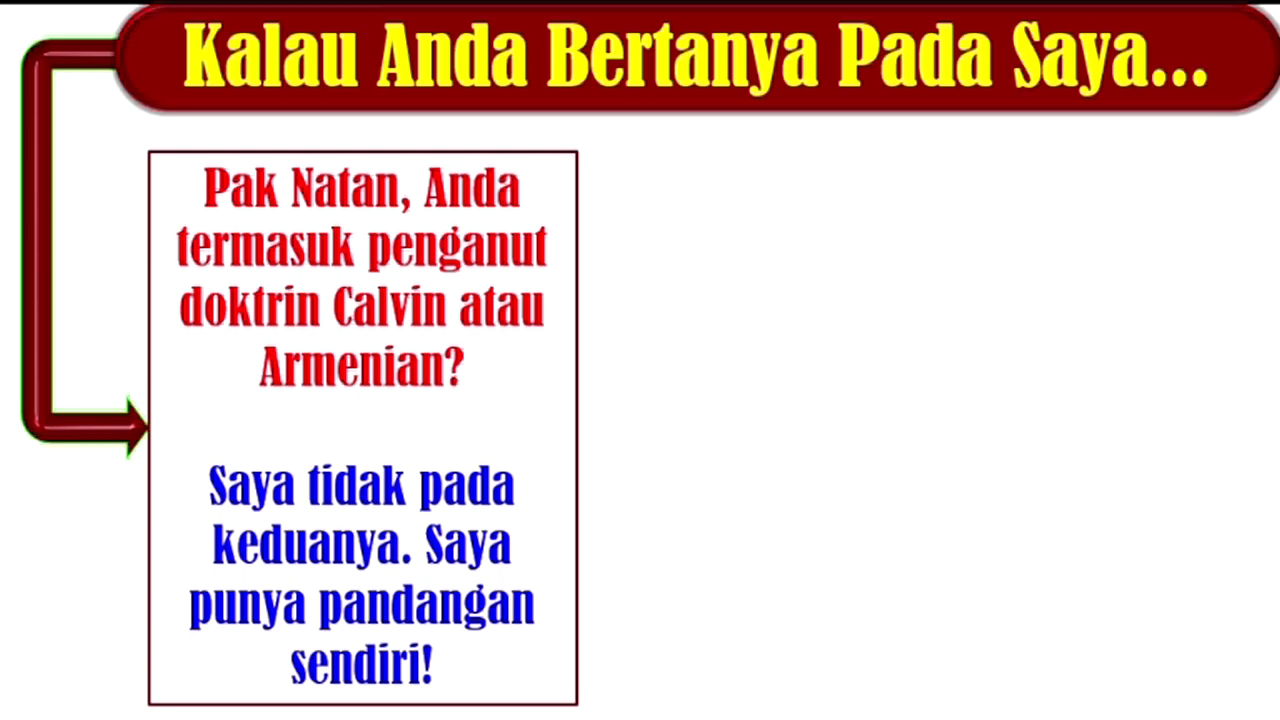 Kalau Anda Bertanya Pada Saya...
Pak Natan, Anda
termasuk penganut
doktrin Calvin atau
Armenian?
Saya tidak pada
keduanya. Saya
punya pandangan
sendiri!